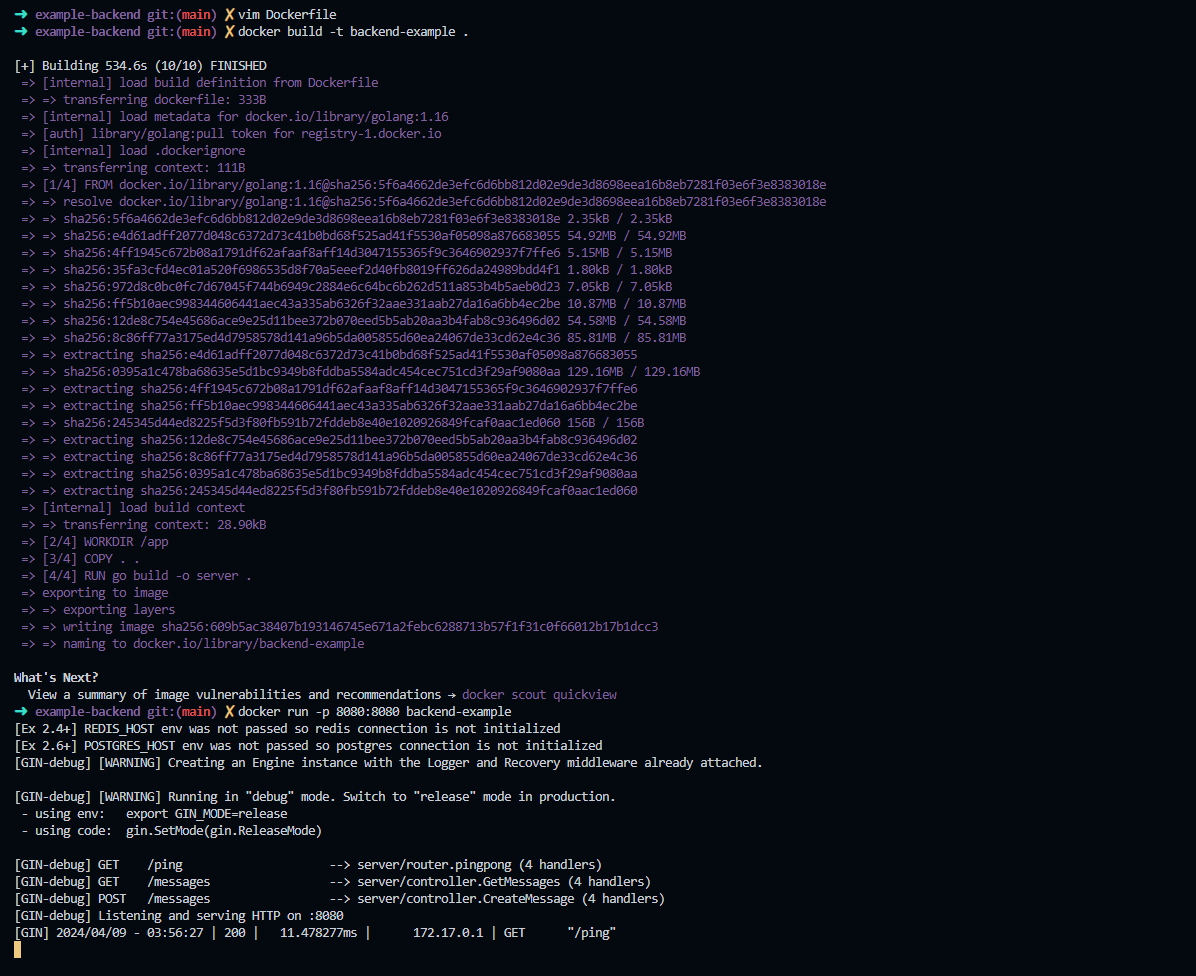 ➜ example-backend git:(main) ✗ vim Dockerfile
➜ example-backend git:(main) ✗ docker build -t backend-example .
[+] Building 534.6s (10/10) FINISHED
=> [internal] load build definition from Dockerfile
=> => transferring dockerfile: 333B
=> [internal] load metadata for docker.io/library/golang:1.16
=> [auth] library/golang:pull token for registry-1.docker.io
=> [internal] load .dockerignore
=> => transferring context: 111B
=> [1/4] FROM docker.io/library/golang:1.16@sha256:5f6a4662de3efc6d6bb812d02e9de3d8698eea16b8eb7281f03e6f3e8383018e
=> => resolve docker.io/library/golang:1.16@sha256:5f6a4662de3efc6d6bb812d02e9de3d8698eea16b8eb7281f03e6f3e8383018e
=> => sha256:5f6a4662de3efc6d6bb812d02e9de3d8698eea16b8eb7281f03e6f3e8383018e 2.35kB / 2.35kB
=> => sha256:e4d61adff2077d048c6372d73c41b0bd68f525ad41f5530af05098a876683055 54.92MB / 54.92MB
=> => sha256:4ff1945c672b08a1791df62afaaf8aff14d3047155365f9c3646902937f7ffe6 5.15MB / 5.15MB
=> => sha256:35fa3cfd4ec01a520f6986535d8f70a5eeef2d40fb8019ff626da24989bdd4f1 1.80kB / 1.80kB
=> => sha256:972d8c0bc0fc7d67045f744b6949c2884e6c64bc6b262d511a853b4b5aeb0d23 7.05kB / 7.05kB
=> => sha256:ff5b10aec998344606441aec43a335ab6326f32aae331aab27da16a6bb4ec2be 10.87MB / 10.87MB
=> => sha256:12de8c754e45686ace9e25d11bee372b070eed5b5ab20aa3b4fab8c936496d02 54.58MB / 54.58MB
=> => sha256:8c86ff77a3175ed4d7958578d141a96b5da005855d60ea24067de33cd62e4c36 85.81MB / 85.81MB
=> => extracting sha256:e4d61adff2077d048c6372d73c41b0bd68f525ad41f5530af05098a876683055
=> => sha256:0395a1c478ba68635e5d1bc9349b8fddba5584adc454cec751cd3f29af9080aa 129.16MB / 129.16MB
=> => extracting sha256:4ff1945c672b08a1791df62afaaf8aff14d3047155365f9c3646902937f7ffe6
=> => extracting sha256:ff5b10aec998344606441aec43a335ab6326f32aae331aab27da16a6bb4ec2be
=> => sha256:245345d44ed8225f5d3f80fb591b72fddeb8e40e1020926849fcaf0aac1ed060 156B / 156B
=> => extracting sha256:12de8c754e45686ace9e25d11bee372b070eed5b5ab20aa3b4fab8c936496d02
=> => extracting sha256:8c86ff77a3175ed4d7958578d141a96b5da005855d60ea24067de33cd62e4c36
=> => extracting sha256:0395a1c478ba68635e5d1bc9349b8fddba5584adc454cec751cd3f29af9080aa
=> => extracting sha256:245345d44ed8225f5d3f80fb591b72fddeb8e40e1020926849fcaf0aac1ed060
=> [internal] load build context
=> => transferring context: 28.90kB
=> [2/4] WORKDIR /app
=> [3/4] COPY . .
=> [4/4] RUN go build -o server .
=> exporting to image
=> => exporting layers
=> => writing image sha256:609b5ac38407b193146745e671a2febc6288713b57f1f31c0f66012b17b1dcc3
=> => naming to docker.io/library/backend-example
What's Next?
View a summary of image vulnerabilities and recommendations → docker scout quickview
➜ example-backend git:(main) ✗ docker run -p 8080:8080 backend-example
[Ex 2.4+] REDIS_HOST env was not passed so redis connection is not initialized
[Ex 2.6+] POSTGRES_HOST env was not passed so postgres connection is not initialized
[GIN-debug] [WARNING] Creating an Engine instance with the Logger and Recovery middleware already attached.
[GIN-debug] [WARNING] Running in "debug" mode. Switch to "release" mode in production.
- using env: export GIN_MODE=release
- using code: gin.SetMode(gin.ReleaseMode)
[GIN-debug] GET /ping --> server/router.pingpong (4 handlers)
[GIN-debug] GET /messages --> server/controller.GetMessages (4 handlers)
[GIN-debug] POST /messages --> server/controller.CreateMessage (4 handlers)
[GIN-debug] Listening and serving HTTP on :8080
[GIN] 2024/04/09 - 03:56:27 | 200 | 11.478277ms | 172.17.0.1 | GET "/ping"